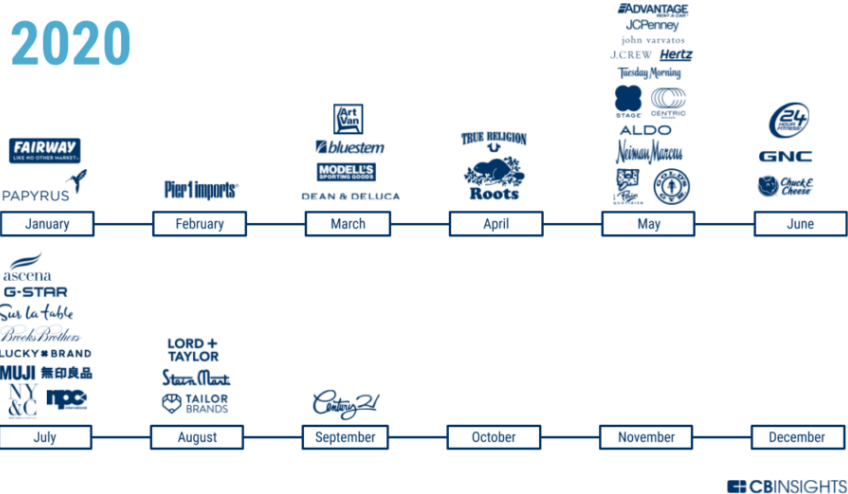 2020
FAIRWAY
LIKE NO OTHER MARKET
PAPYRUS
January
Pier 1 imports
February
Art
Van
bluestem
MODELL'S
SPORTING GOODS
DEAN & DELUCA
March
TRUE RELIGION
Roots
April
ADVANTAGE
RENT A CAR
JCPenney
john varvatos
J.CREW Hertz
Tuesday Morning
STAGE CENTRIC
ALDO
Neiman Marcus
GOLD'S
GYM
May
24
HOUR
FITNESS
GNC
Chuck E.
Cheese
June
ascena
G-STAR
Sur la table
Brooks Brothers
LUCKY BRAND
MUJI 無印良品
NY
&C
npc
international
July
LORD +
TAYLOR
Stein Mart
TAILOR
BRANDS
August
Century 21
September
October
November
December
CBINSIGHTS